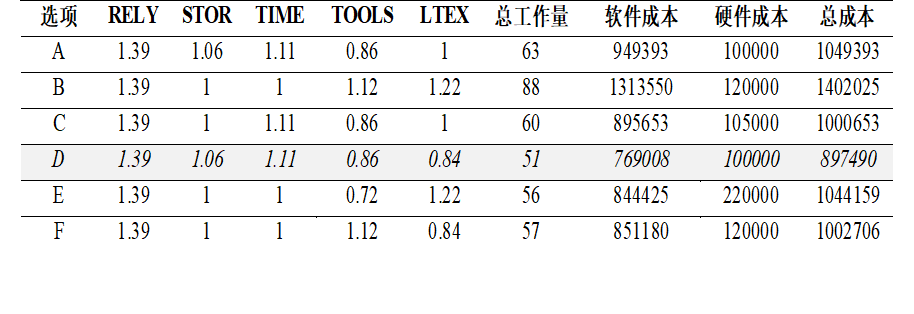 选项 RELY STOR TIME TOOLS LTEX 总工作量 软件成本 硬件成本 总成本
A 1.39 1.06 1.11 0.86 1 63 949393 100000 1049393
B 1.39 1 1 1.12 1.22 88 1313550 120000 1402025
C 1.39 1 1.11 0.86 1 60 895653 105000 1000653
D 1.39 1.06 1.11 0.86 0.84 51 769008 100000 897490
E 1.39 1 1 0.72 1.22 56 844425 220000 1044159
F 1.39 1 1 1.12 0.84 57 851180 120000 1002706